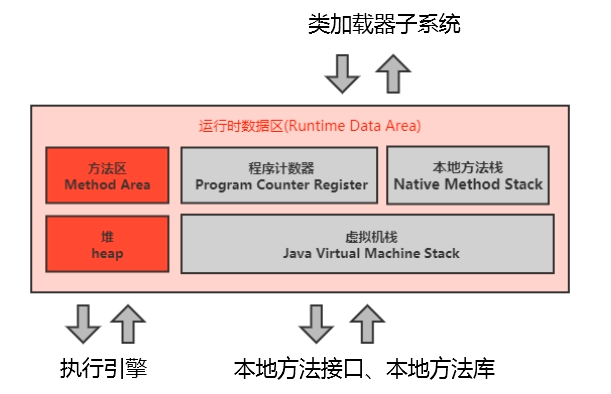 类加载器子系统
运行时数据区(Runtime Data Area)
方法区
Method Area
程序计数器
Program Counter Register
本地方法栈
Native Method Stack
堆
heap
虚拟机栈
Java Virtual Machine Stack
执行引擎
本地方法接口、本地方法库